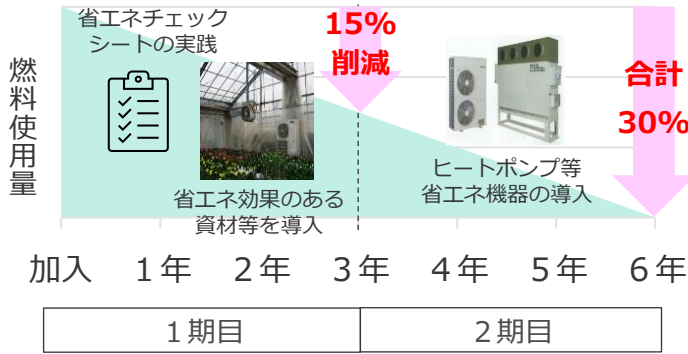 省エネチェック
シートの実践
15%
削減
合計
30%
燃料使用量
省エネ効果のある
資材等を導入
ヒートポンプ等
省エネ機器の導入
加入 1年 2年 3年 4年 5年 6年
1期目 2期目